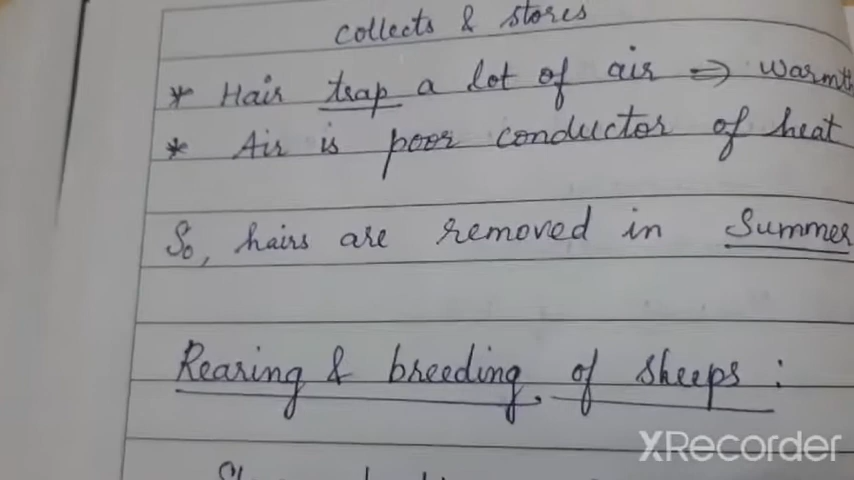 collects & stores
* Hair trap a lot of air ⇒ warmth
* Air is poor conductor of heat
So, hairs are removed in Summer
Rearing & breeding, of sheeps :
XRecorder